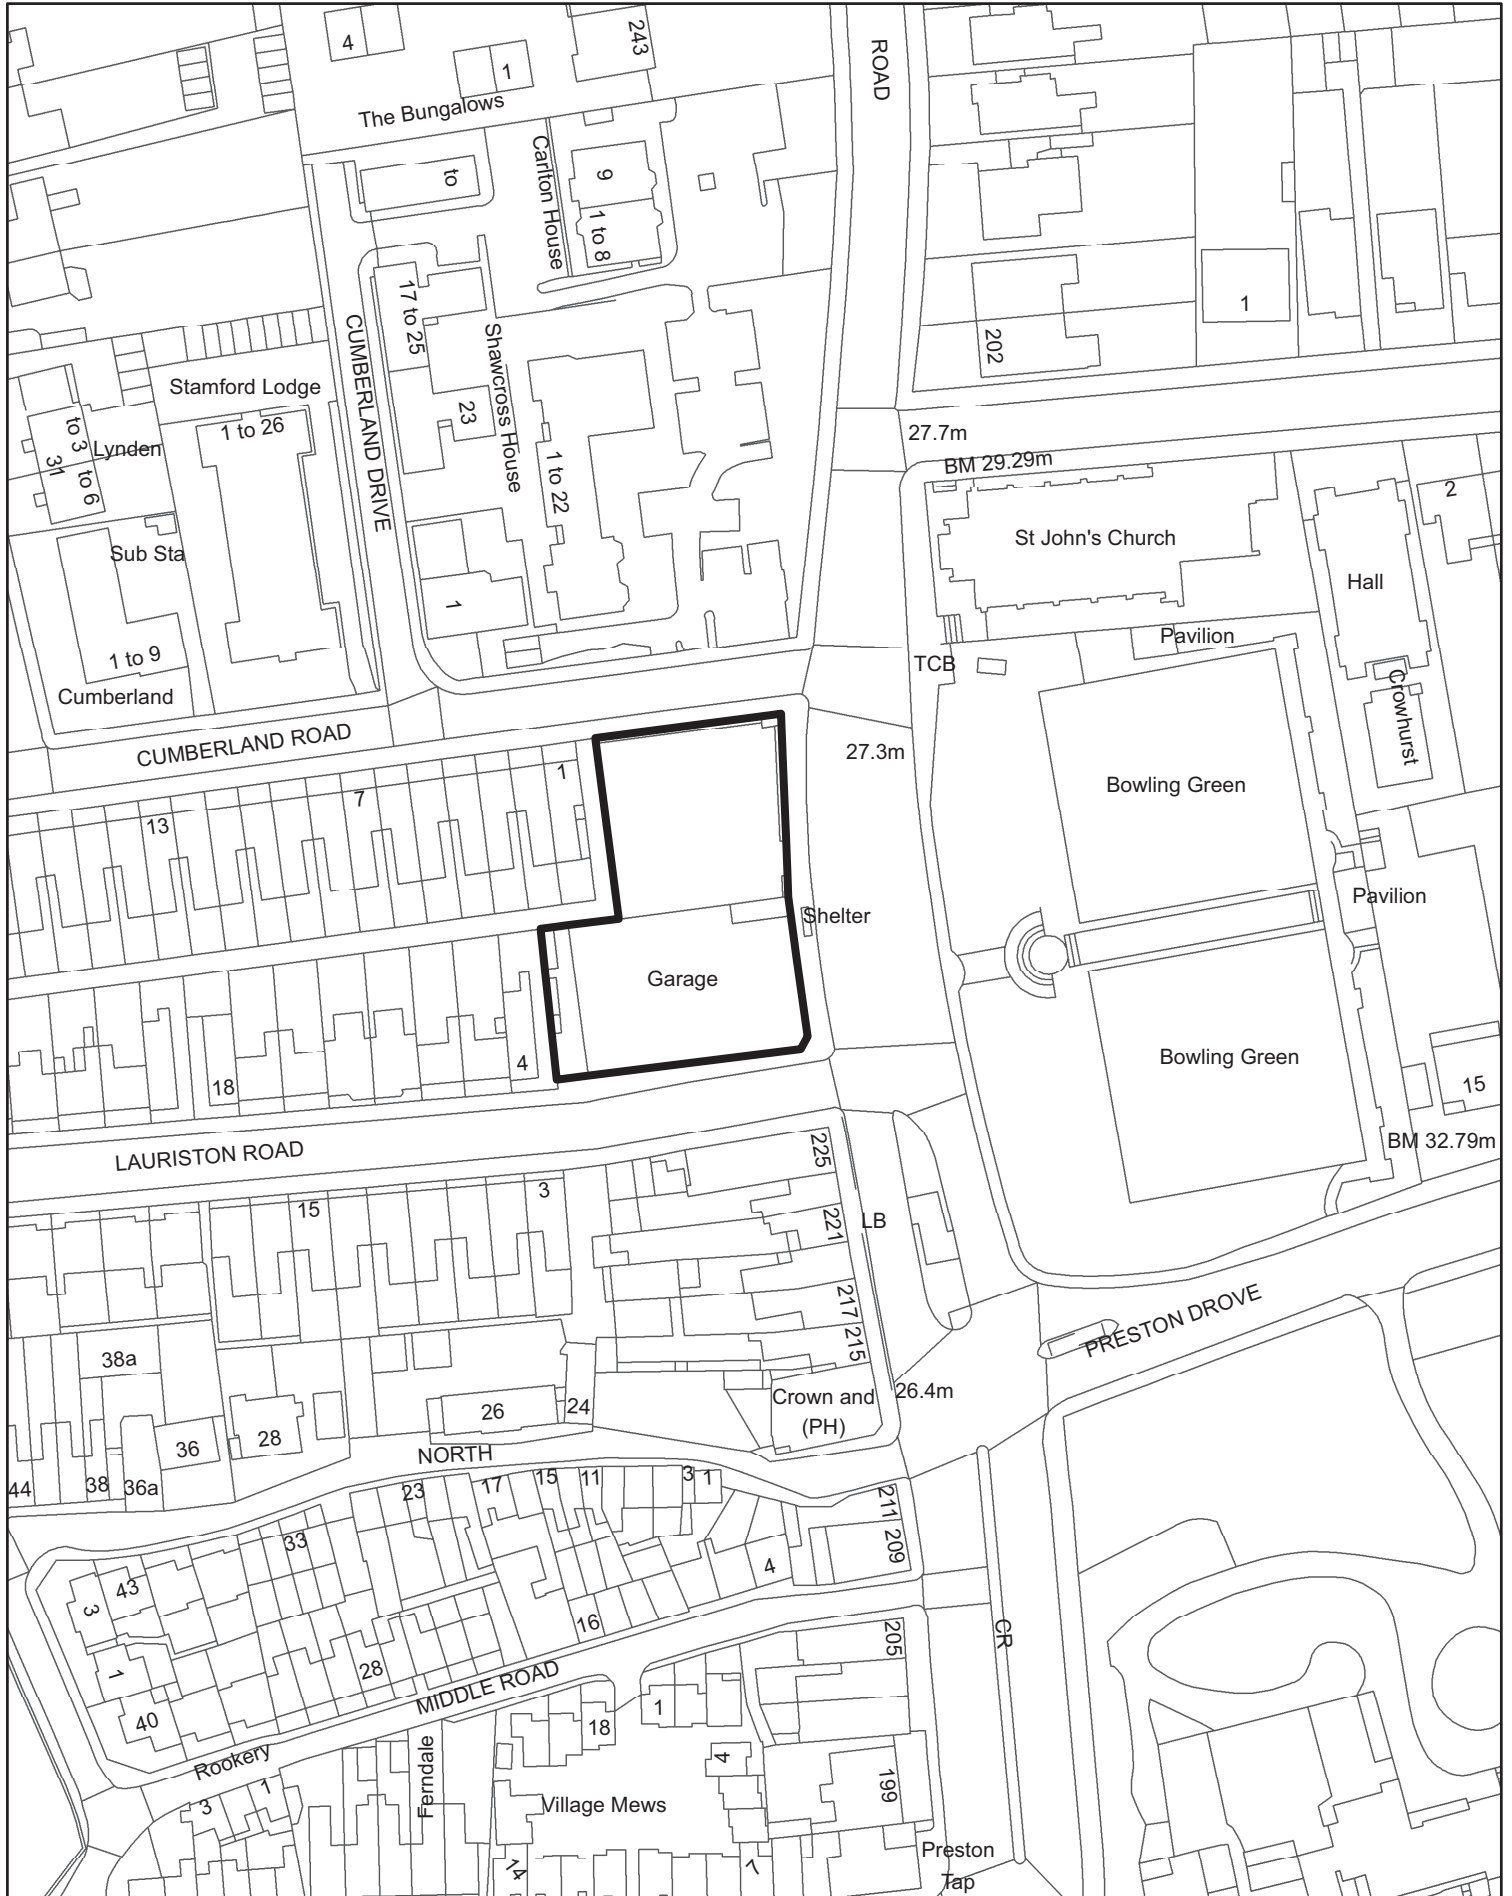 4
1
243
ROAD
The Bungalows
to
Carlton House
9
1 to 8
17 to 25
CUMBERLAND DRIVE
Shawcross House
23
1 to 22
202
1
Stamford Lodge
1 to 26
to 3
Lynden
31
to 6
Sub Sta
1 to 9
Cumberland
1
27.7m
BM 29.29m
St John's Church
2
Hall
Pavilion
TCB
Crowhurst
CUMBERLAND ROAD
27.3m
Bowling Green
1
7
13
Shelter
Pavilion
Garage
4
18
Bowling Green
15
BM 32.79m
LAURISTON ROAD
225
3
15
221
LB
217
215
PRESTON DROVE
38a
26.4m
Crown and
(PH)
26
24
28
36
NORTH
44
38
36a
23
17
15
11
3
1
211
209
33
4
43
3
16
CR
205
1
28
MIDDLE ROAD
40
1
18
Rookery
Ferndale
4
199
1
3
Village Mews
14
7
Preston
Tap